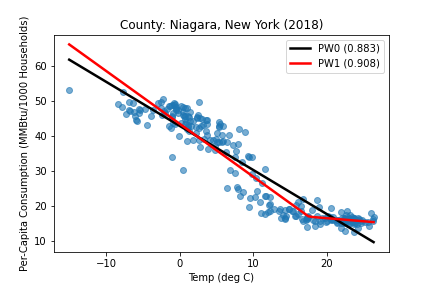 County: Niagara, New York (2018)
PW0 (0.883)
PW1 (0.908)
Per-Capita Consumption (MMBtu/1000 Households)
60
50
40
30
20
10
−10
0
10
20
Temp (deg C)